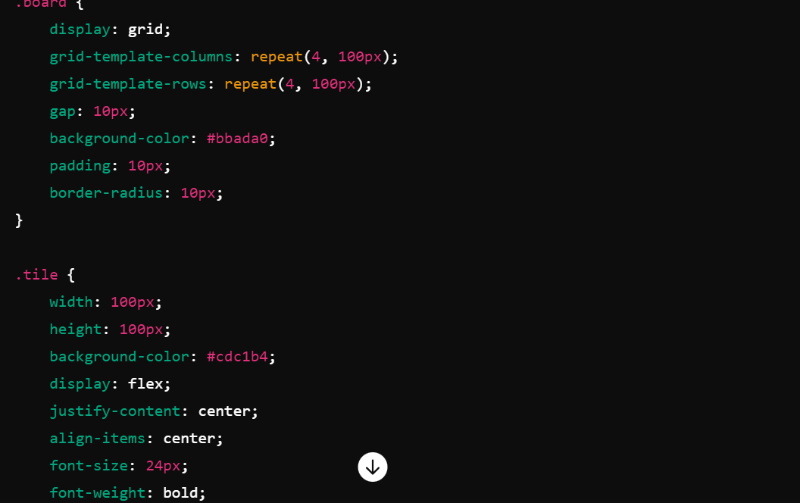 .board {
    display: grid;
    grid-template-columns: repeat(4, 100px);
    grid-template-rows: repeat(4, 100px);
    gap: 10px;
    background-color: #bbada0;
    padding: 10px;
    border-radius: 10px;
}
.tile {
    width: 100px;
    height: 100px;
    background-color: #cdc1b4;
    display: flex;
    justify-content: center;
    align-items: center;
    font-size: 24px;
    font-weight: bold;